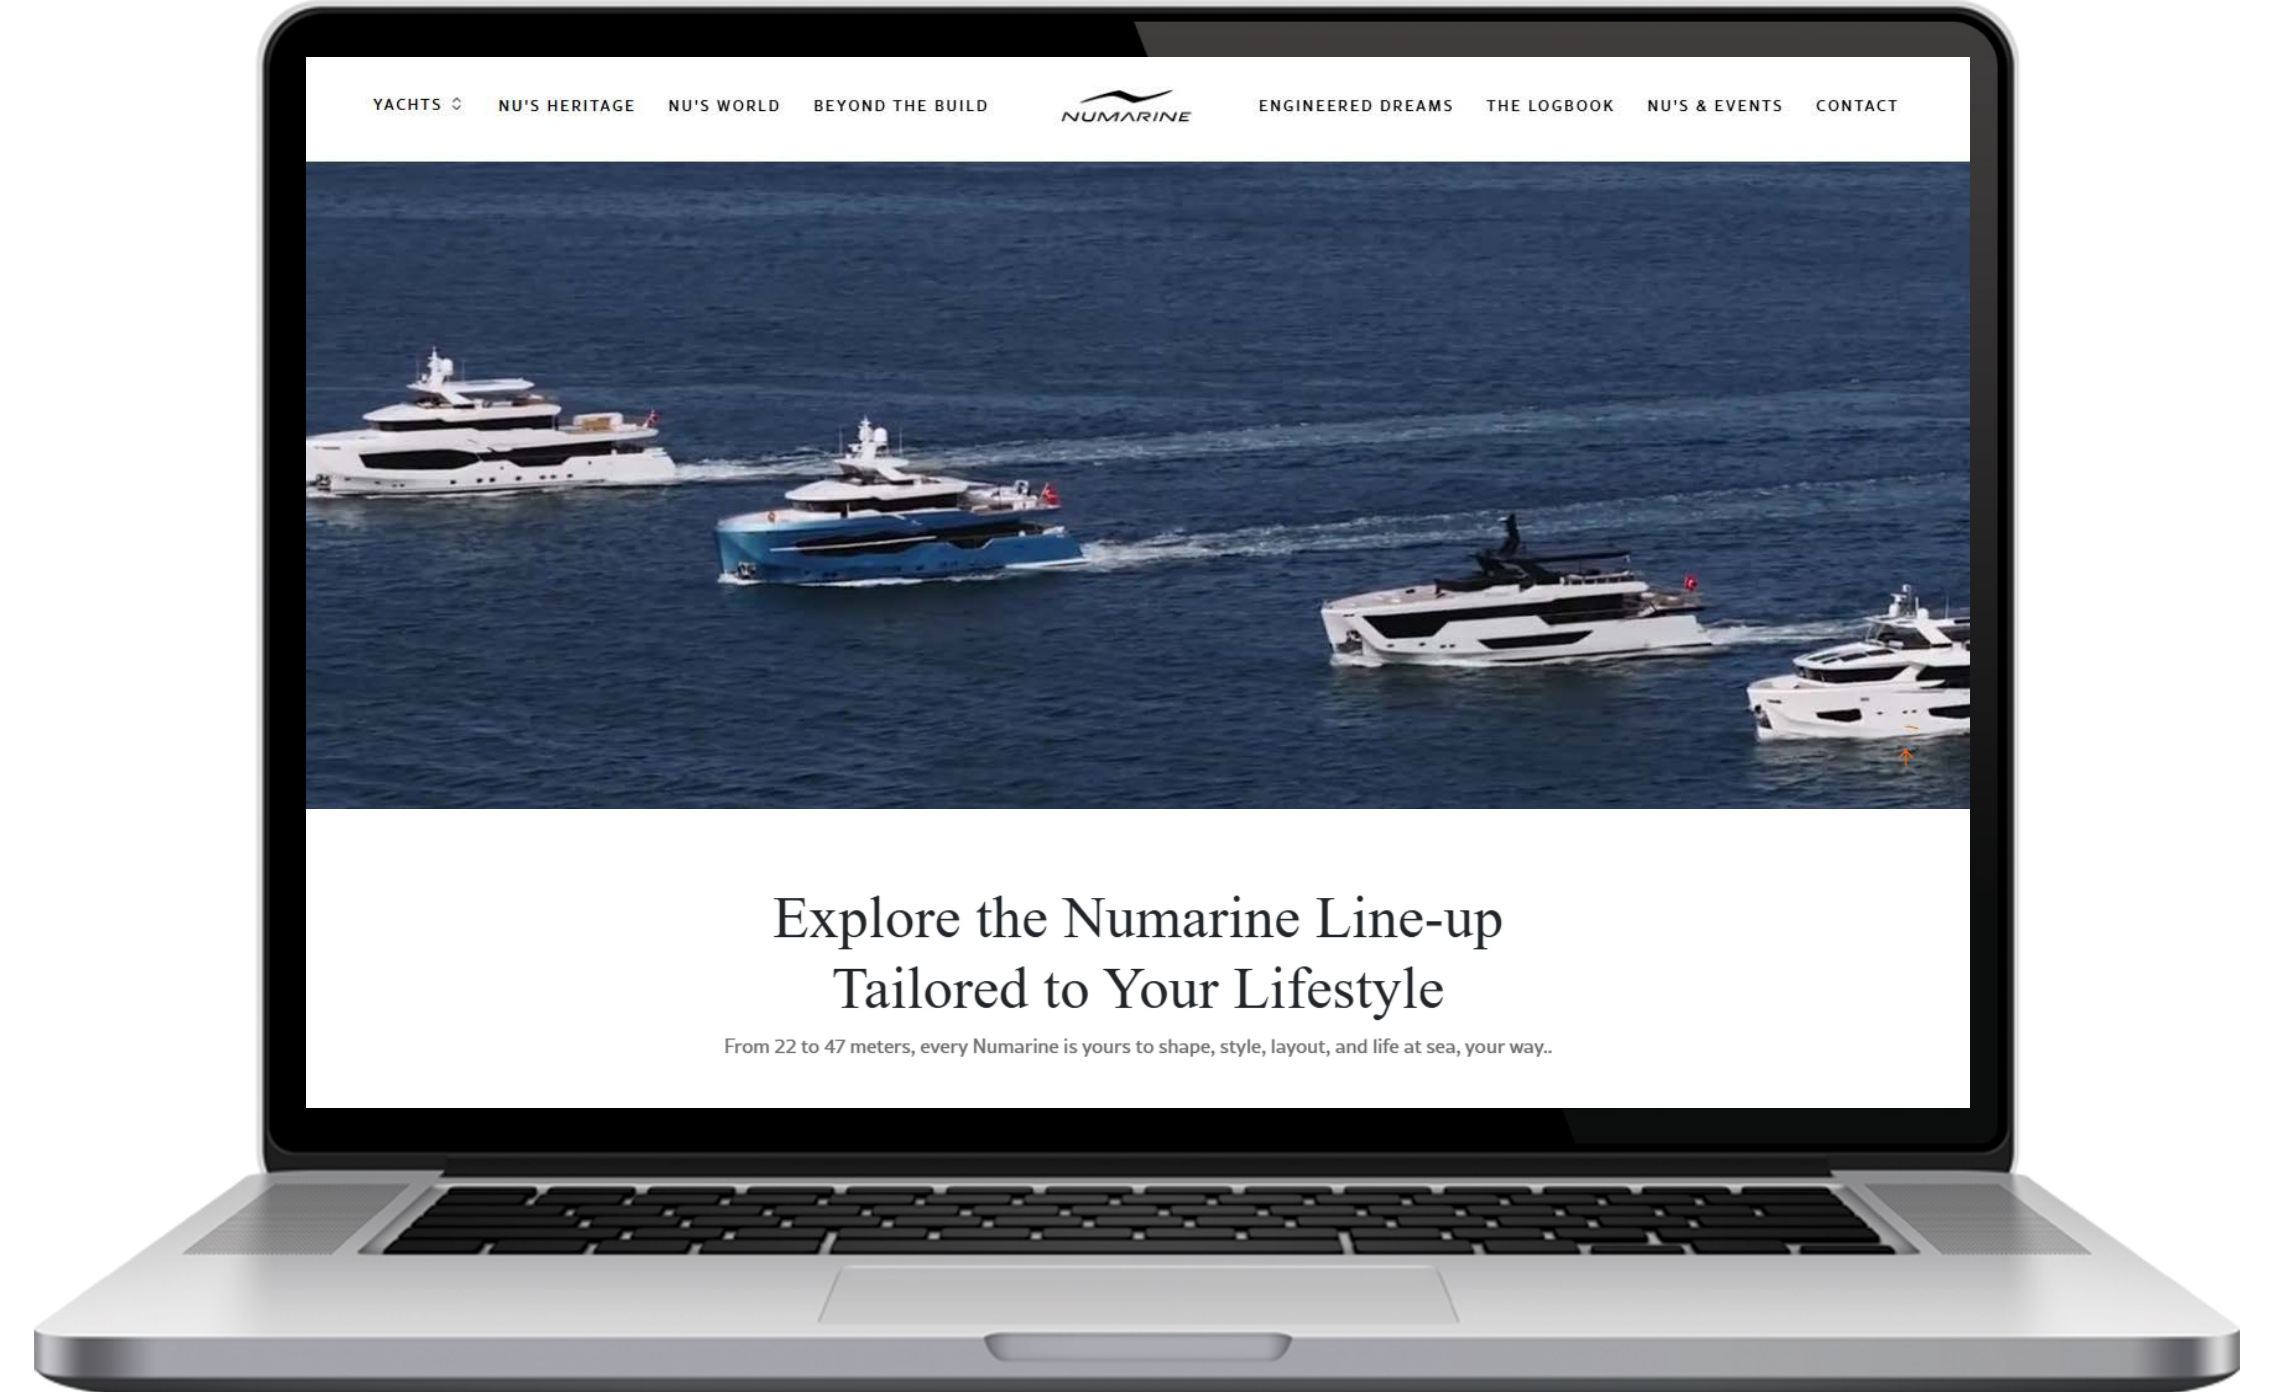 YACHTS NU'S HERITAGE NU'S WORLD BEYOND THE BUILD NUMARINE ENGINEERED DREAMS THE LOGBOOK NU'S & EVENTS CONTACT
Explore the Numarine Line-up
Tailored to Your Lifestyle
From 22 to 47 meters, every Numarine is yours to shape, style, layout, and life at sea, your way..